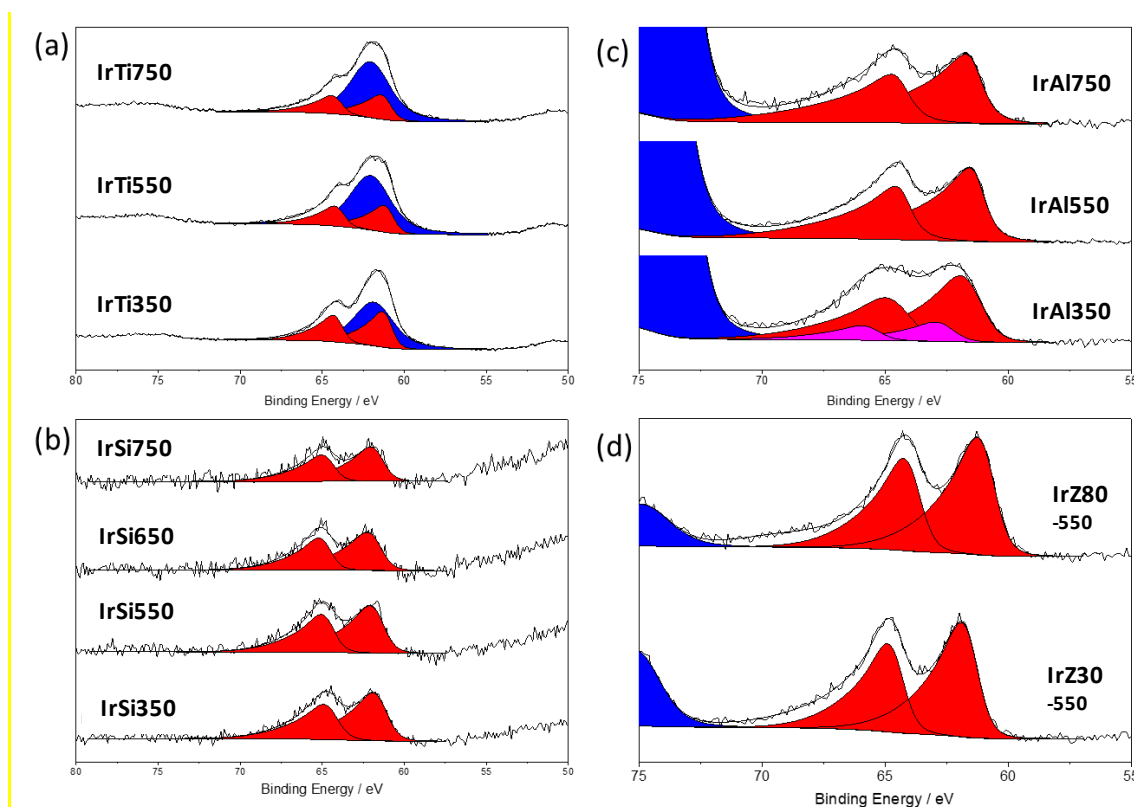 (a)
IrTi750
IrTi550
IrTi350
80 75 70 65 60 55 50
Binding Energy / eV
(c)
IrAl750
IrAl550
IrAl350
75 70 65 60 55
Binding Energy / eV
(b)
IrSi750
IrSi650
IrSi550
IrSi350
80 75 70 65 60 55 50
Binding Energy / eV
(d)
IrZ80
-550
IrZ30
-550
75 70 65 60 55
Binding Energy / eV